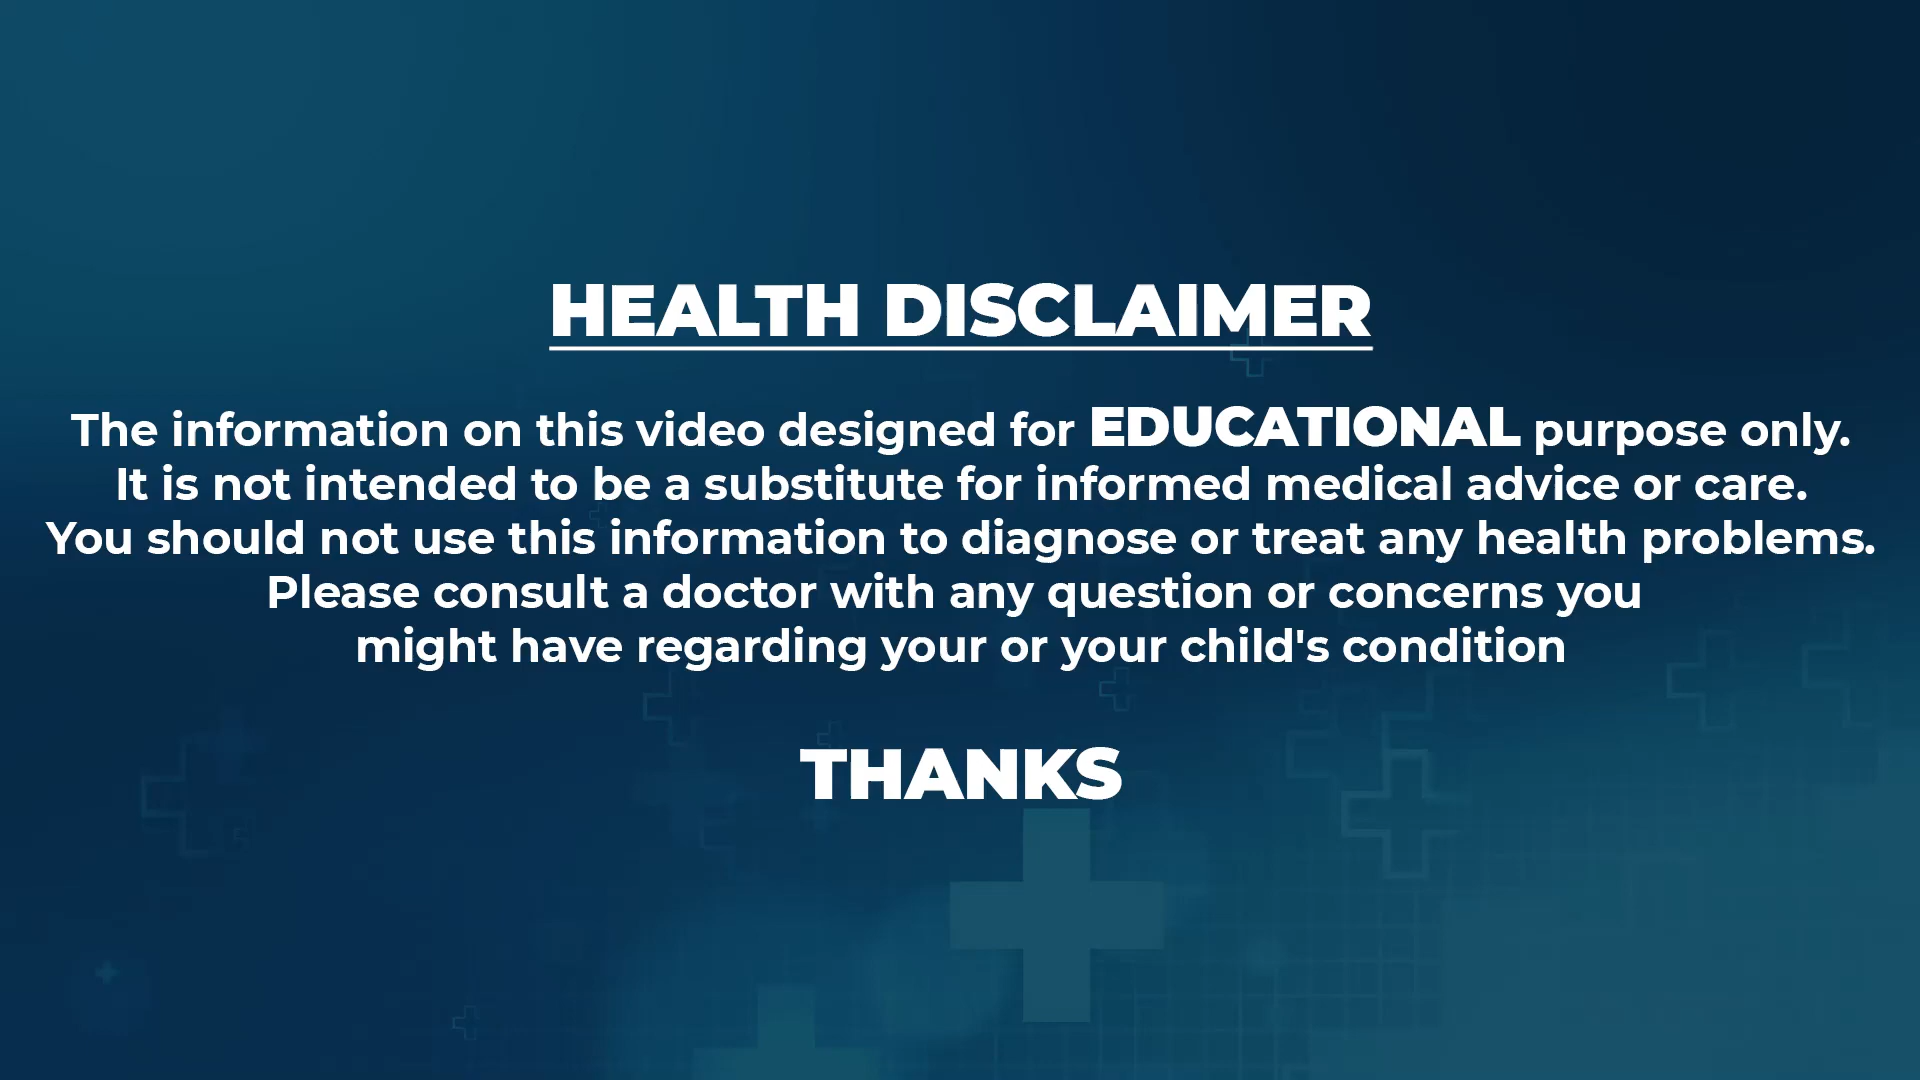 HEALTH DISCLAIMER
The information on this video designed for EDUCATIONAL purpose only.
It is not intended to be a substitute for informed medical advice or care.
You should not use this information to diagnose or treat any health problems.
Please consult a doctor with any question or concerns you
might have regarding your or your child's condition
THANKS